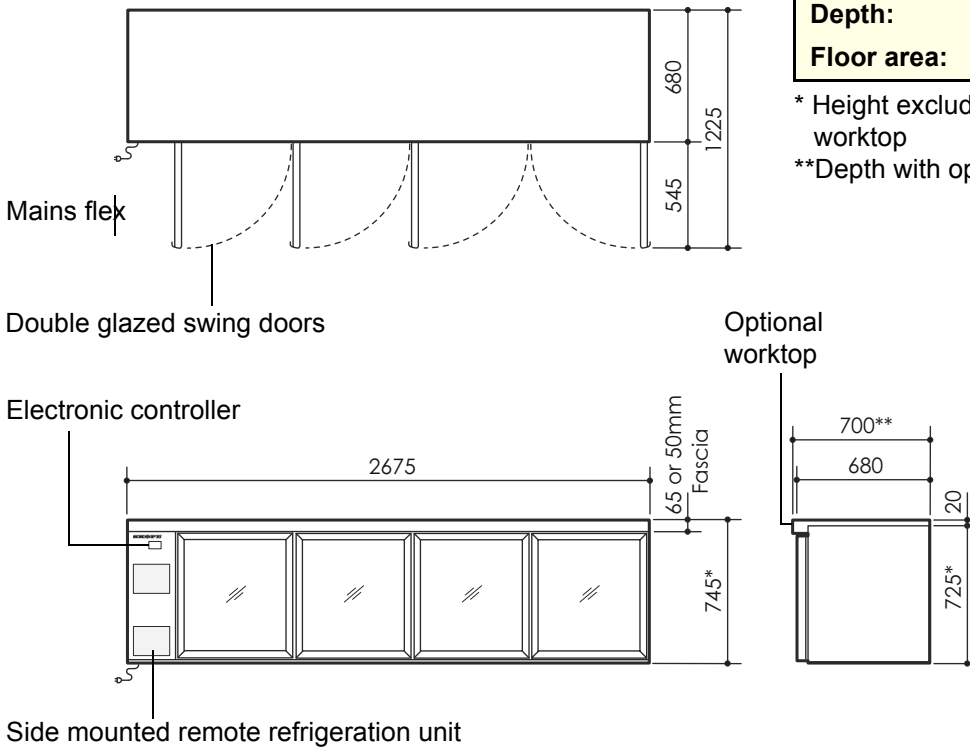 Depth:
Floor area:
* Height exclud
worktop
**Depth with op
680
1225
545
Mains flex
Double glazed swing doors
Optional
worktop
Electronic controller
2675
65 or 50mm
Fascia
700**
680
20
SKOPE
745*
725*
Side mounted remote refrigeration unit